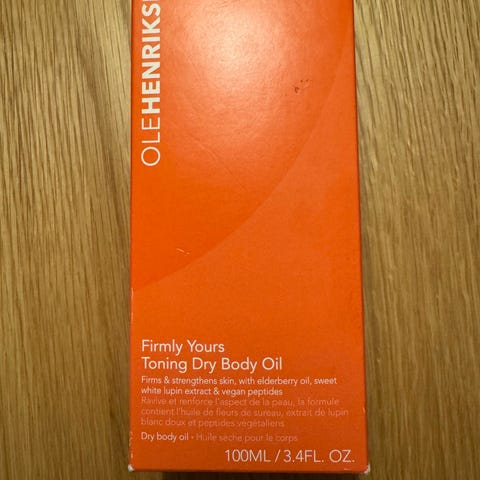 OLEHENRIKS
Firmly Yours
Toning Dry Body Oil
Firms & strengthens skin, with elderberry oil, sweet
white lupin extract & vegan peptides
Ravive et renforce l'aspect de la peau, la formule
contient l'huile de fleurs de sureau, extrait de lupin
blanc doux et peptides végétaliens
Dry body oil • Huile sèche pour le corps
100ML / 3.4FL. OZ.